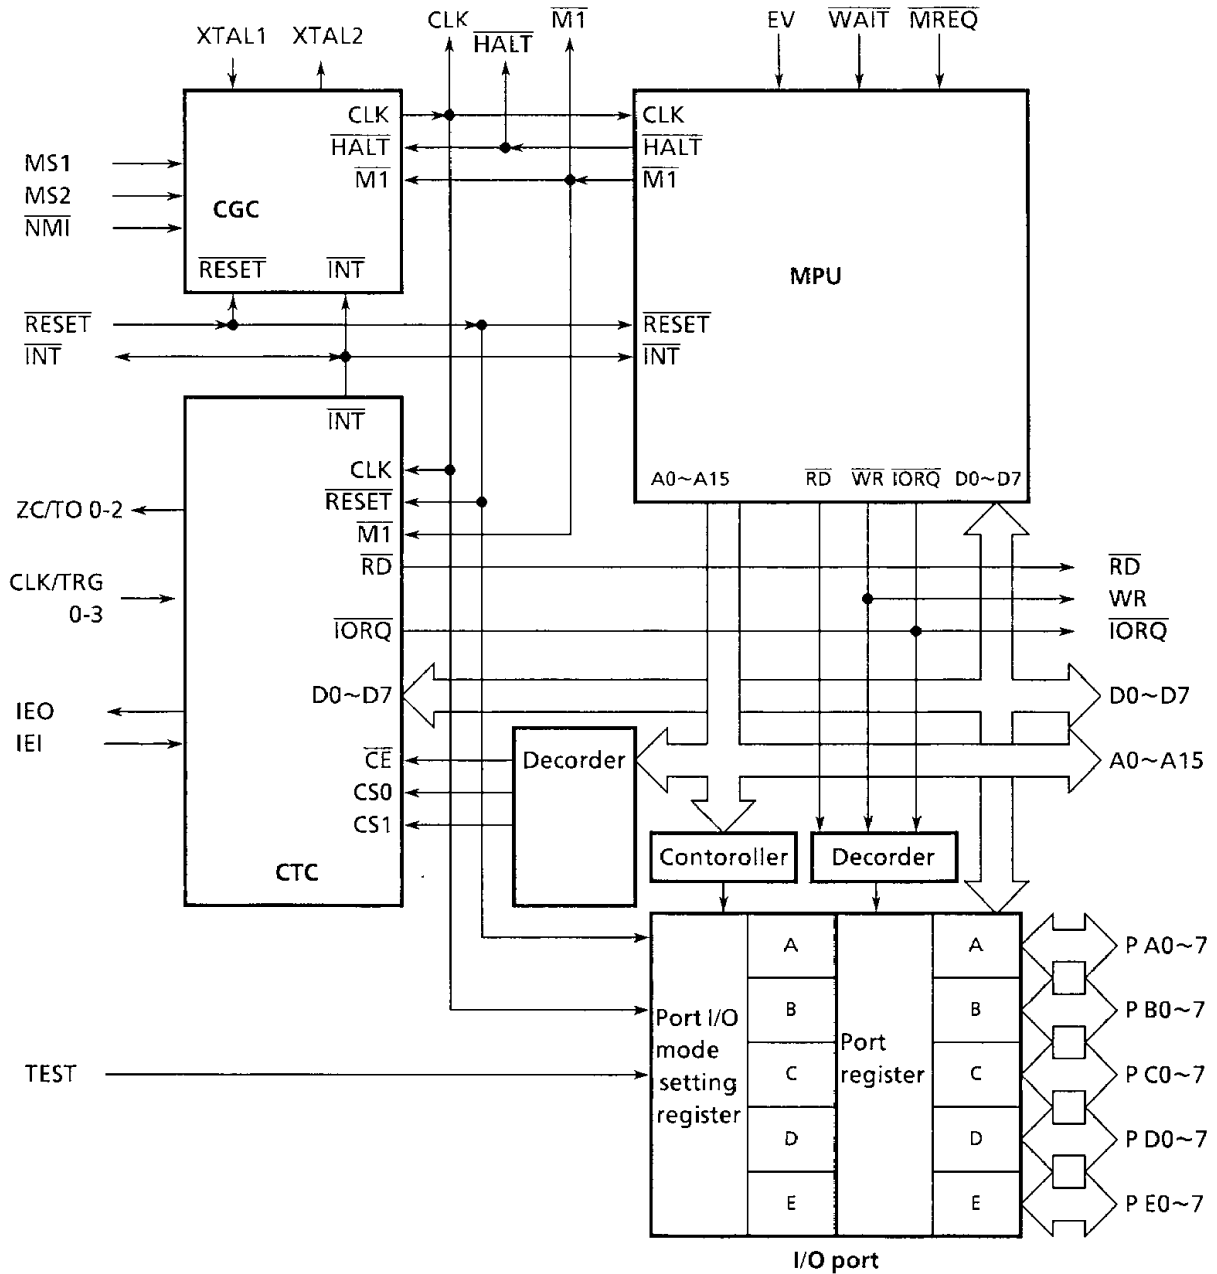 CLK
M1
EV
WAIT
MREQ
XTAL1
XTAL2
HALT
CLK
HALT
M1
CGC
RESET
INT
MS1
MS2
NMI
CLK
HALT
M1
MPU
RESET
INT
A0~A15
RD
WR
IORQ
D0~D7
RESET
INT
INT
CLK
RESET
M1
RD
IORQ
D0~D7
CE
CS0
CS1
CTC
ZC/TO 0-2
CLK/TRG
0-3
IEO
IEI
RD
WR
IORQ
D0~D7
A0~A15
Decorder
Contoroller
Decorder
TEST
Port I/O
mode
setting
register
A
B
C
D
E
Port
register
A
B
C
D
E
P A0~7
P B0~7
P C0~7
P D0~7
P E0~7
I/O port